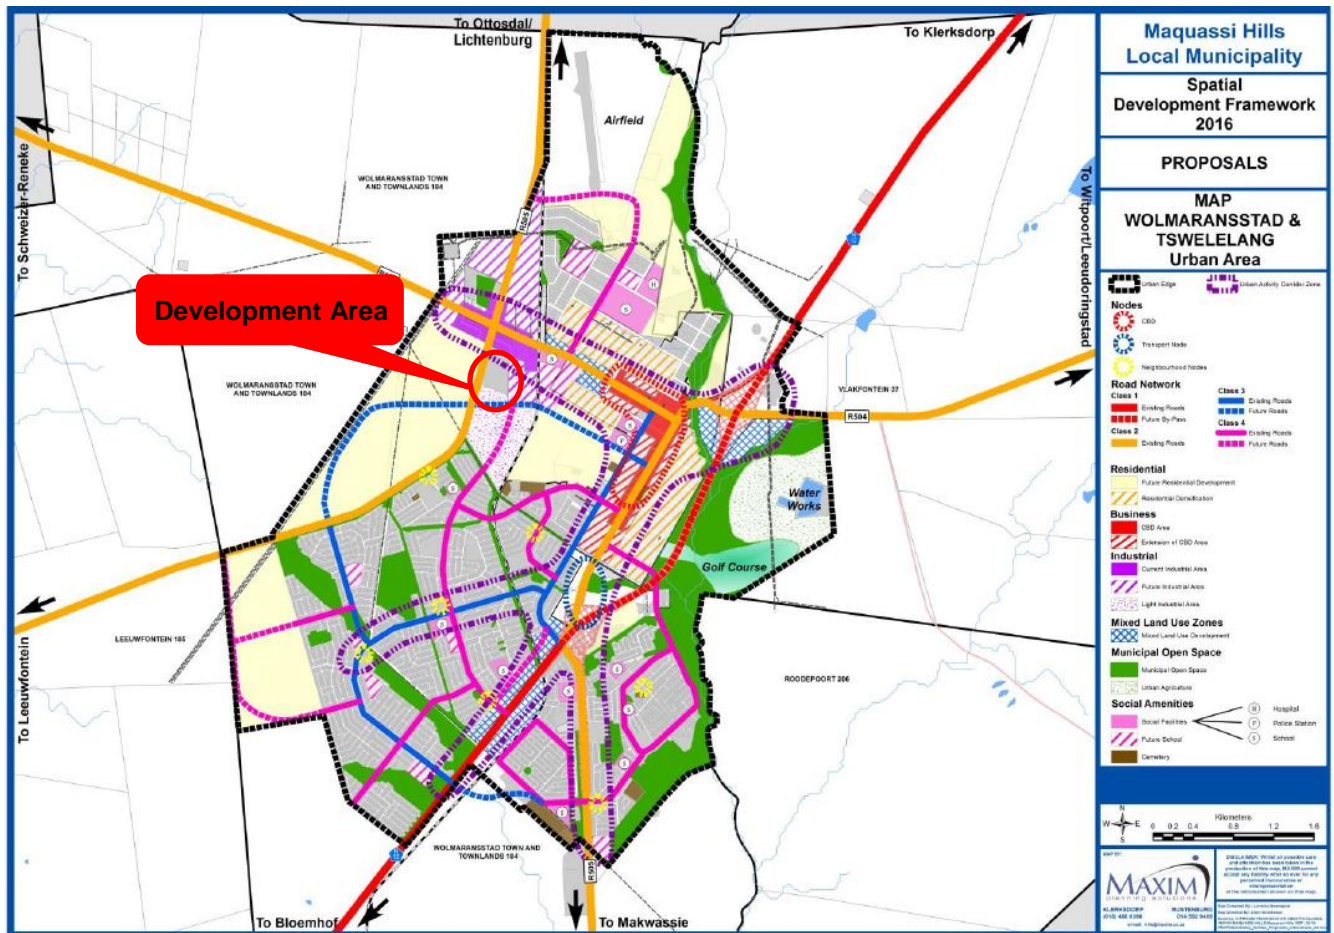 To Ottosdal/
Lichtenburg
To Klerksdorp
Airfield
To Schweizer-Reneke
WOLMARANSSTAD TOWN
AND TOWNLANDS 184
R505
To Witpoort/Leeudoringstad
Development Area
WOLMARANSSTAD TOWN
AND TOWNLANDS 184
VLAKFONTEIN 37
R504
Water
Works
Golf Course
LEEUWFONTEIN 185
ROODEPOORT 206
To Leeuwfontein
WOLMARANSSTAD TOWN AND
TOWNLANDS 184
R505
To Bloemhof
To Makwassie
Maquassi Hills
Local Municipality
Spatial
Development Framework
2016
PROPOSALS
MAP
WOLMARANSSTAD &
TSWELELANG
Urban Area
Urban Edge
Urban Activity Corridor Zone
Nodes
CBD
Transport Node
Neighbourhood Nodes
Road Network
Class 1
Existing Roads
Future By-Pass
Class 2
Existing Roads
Class 3
Existing Roads
Future Roads
Class 4
Existing Roads
Future Roads
Residential
Future Residential Development
Residential Densification
Business
CBD Area
Extension of CBD Area
Industrial
Current Industrial Area
Future Industrial Area
Light Industrial Area
Mixed Land Use Zones
Mixed Land Use Development
Municipal Open Space
Municipal Open Space
Urban Agriculture
Social Amenities
Social Facilities
Future School
Cemetery
H Hospital
P Police Station
S School
N
W E
S
Kilometers
0 0.2 0.4 0.8 1.2 1.6
MAP BY:
MAXIM
planning solutions
KLERKSDORP
RUSTENBURG